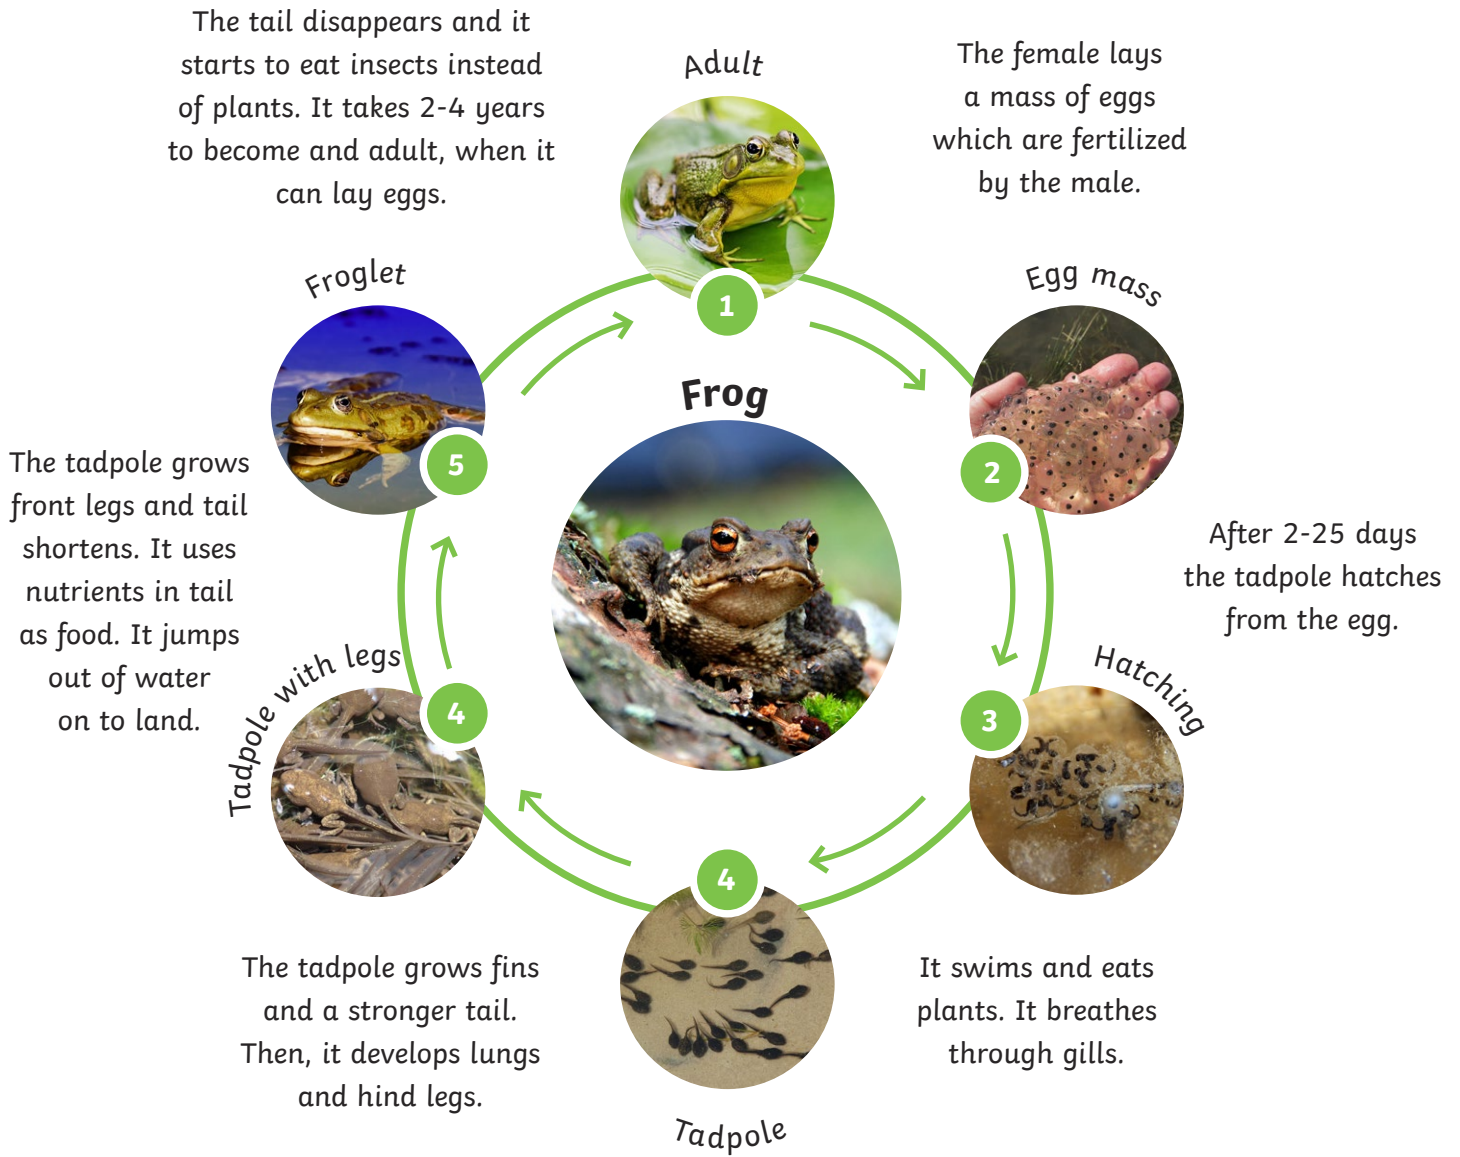 Frog
Adult
1
The female lays
a mass of eggs
which are fertilized
by the male.
Egg mass
2
After 2-25 days
the tadpole hatches
from the egg.
Hatching
3
It swims and eats
plants. It breathes
through gills.
Tadpole
4
The tadpole grows fins
and a stronger tail.
Then, it develops lungs
and hind legs.
Tadpole with legs
4
The tadpole grows
front legs and tail
shortens. It uses
nutrients in tail
as food. It jumps
out of water
on to land.
Froglet
5
The tail disappears and it
starts to eat insects instead
of plants. It takes 2-4 years
to become and adult, when it
can lay eggs.